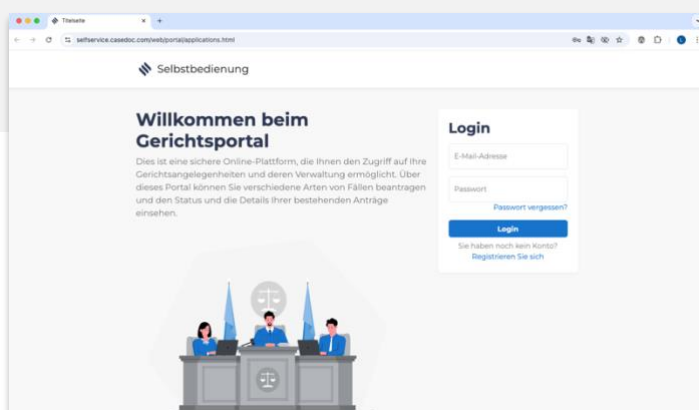 Titelseite
selfservice.casedoc.com/web/portal/applications.html
Selbstbedienung
Willkommen beim
Gerichtsportal
Dies ist eine sichere Online-Plattform, die Ihnen den Zugriff auf Ihre
Gerichtsangelegenheiten und deren Verwaltung ermöglicht. Über
dieses Portal können Sie verschiedene Arten von Fällen beantragen
und den Status und die Details Ihrer bestehenden Anträge
einsehen.
Login
E-Mail-Adresse
Passwort
Passwort vergessen?
Login
Sie haben noch kein Konto?
Registrieren Sie sich